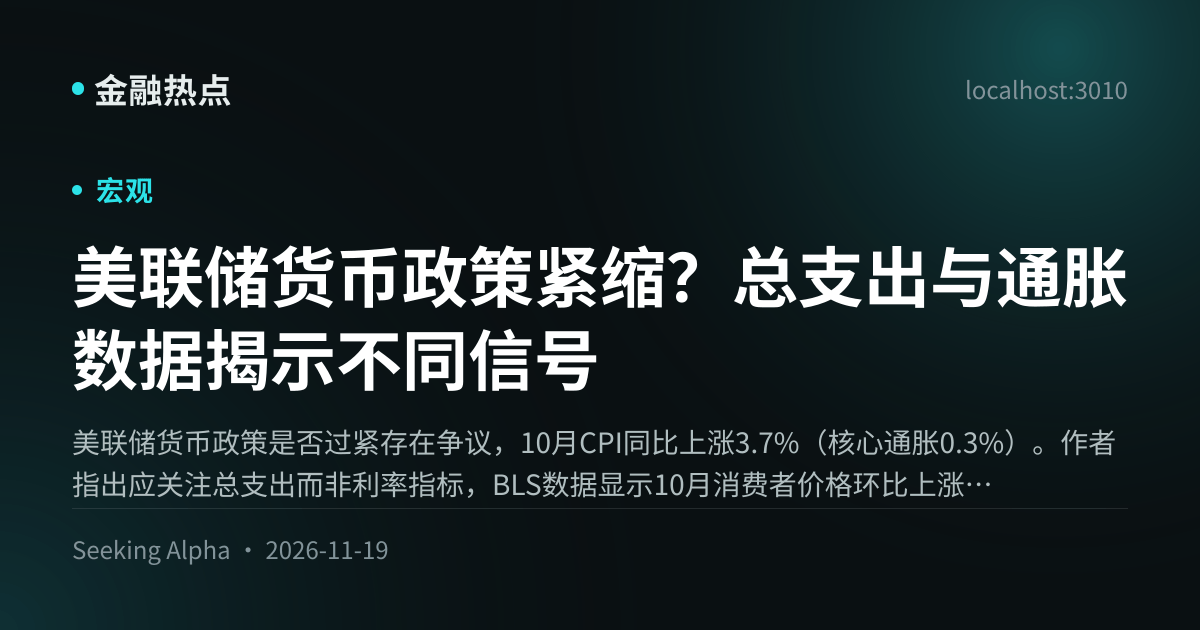 金融热点
localhost:3010
宏观
美联储货币政策紧缩？总支出与通胀
数据揭示不同信号
美联储货币政策是否过紧存在争议，10月CPI同比上涨3.7%（核心通胀0.3%）。作者
指出应关注总支出而非利率指标，BLS数据显示10月消费者价格环比上涨…
Seeking Alpha · 2026-11-19